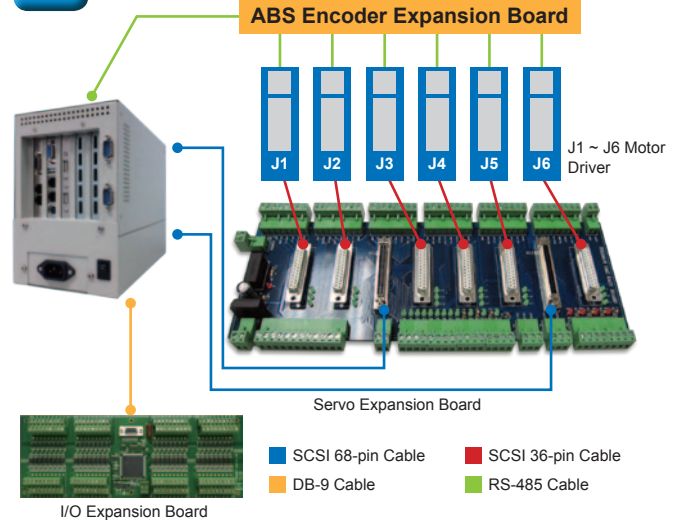 ABS Encoder Expansion Board
J1 J2 J3 J4 J5 J6
J1 ~ J6 Motor
Driver
Servo Expansion Board
SCSI 68-pin Cable
SCSI 36-pin Cable
DB-9 Cable
RS-485 Cable
I/O Expansion Board